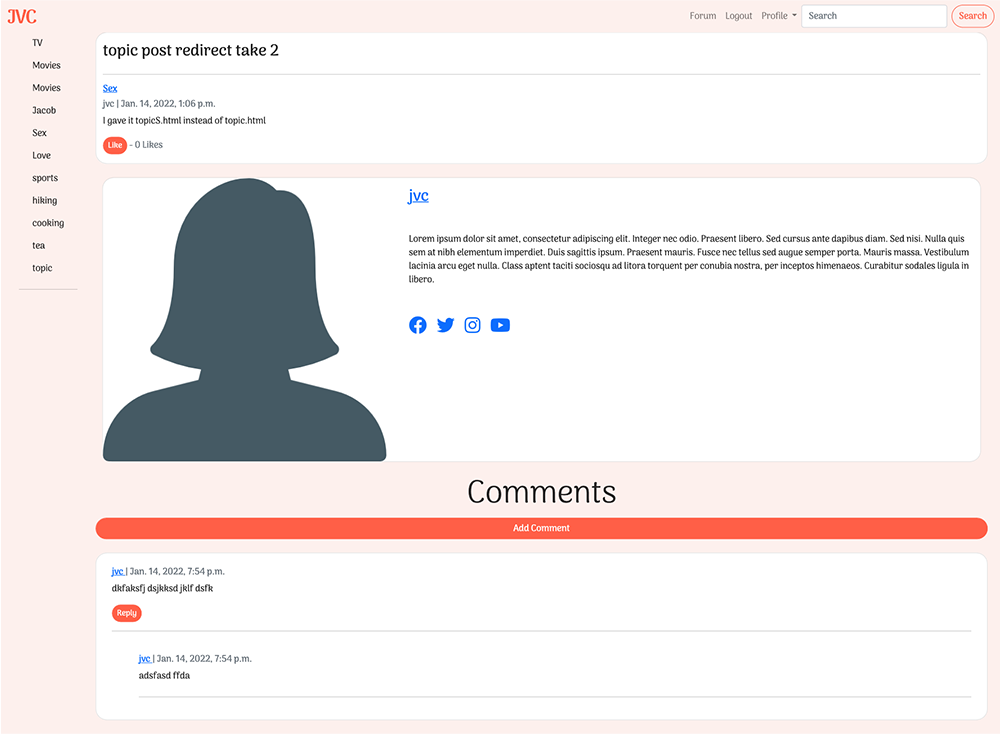 JVC
Forum Logout Profile Search Search
TV
Movies
Movies
Jacob
Sex
Love
sports
hiking
cooking
tea
topic
topic post redirect take 2
Sex
jvc | Jan. 14, 2022, 1:06 p.m.
I gave it topicS.html instead of topic.html
Like - 0 Likes
jvc
Lorem ipsum dolor sit amet, consectetur adipiscing elit. Integer nec odio. Praesent libero. Sed cursus ante dapibus diam. Sed nisi. Nulla quis
sem at nibh elementum imperdiet. Duis sagittis ipsum. Praesent mauris. Fusce nec tellus sed augue semper porta. Mauris massa. Vestibulum
lacinia arcu eget nulla. Class aptent taciti sociosqu ad litora torquent per conubia nostra, per inceptos himenaeos. Curabitur sodales ligula in
libero.
Comments
Add Comment
jvc | Jan. 14, 2022, 7:54 p.m.
dkfaksfj dsjkksd jklf dsfk
Reply
jvc | Jan. 14, 2022, 7:54 p.m.
adsfasd ffda